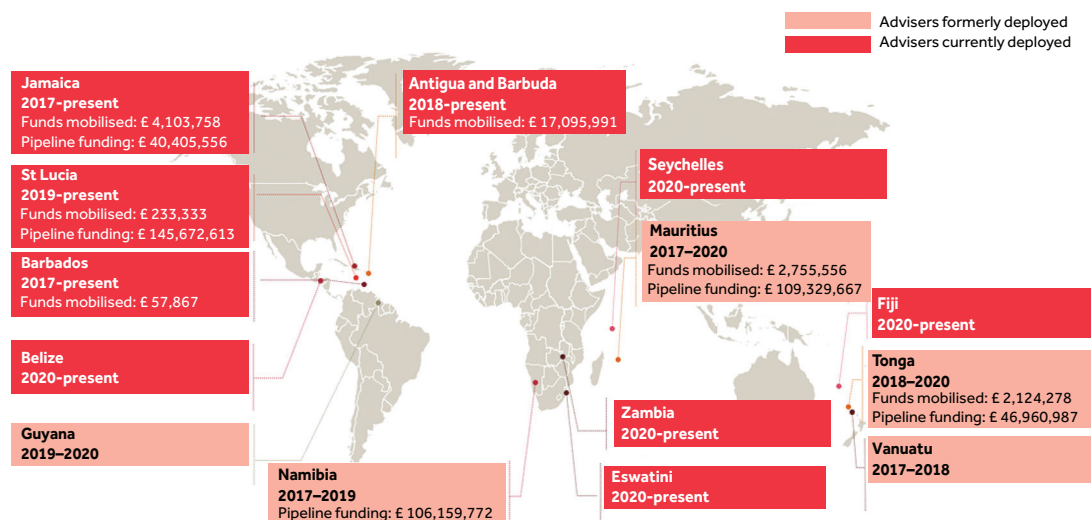 Advisers formerly deployed
Advisers currently deployed
Jamaica
2017-present
Funds mobilised: £ 4,103,758
Pipeline funding: £ 40,405,556
Antigua and Barbuda
2018-present
Funds mobilised: £ 17,095,991
St Lucia
2019-present
Funds mobilised: £ 233,333
Pipeline funding: £ 145,672,613
Seychelles
2020-present
Mauritius
2017–2020
Funds mobilised: £ 2,755,556
Pipeline funding: £ 109,329,667
Barbados
2017-present
Funds mobilised: £ 57,867
Fiji
2020-present
Belize
2020-present
Tonga
2018–2020
Funds mobilised: £ 2,124,278
Pipeline funding: £ 46,960,987
Zambia
2020-present
Guyana
2019–2020
Vanuatu
2017–2018
Namibia
2017–2019
Pipeline funding: £ 106,159,772
Eswatini
2020-present